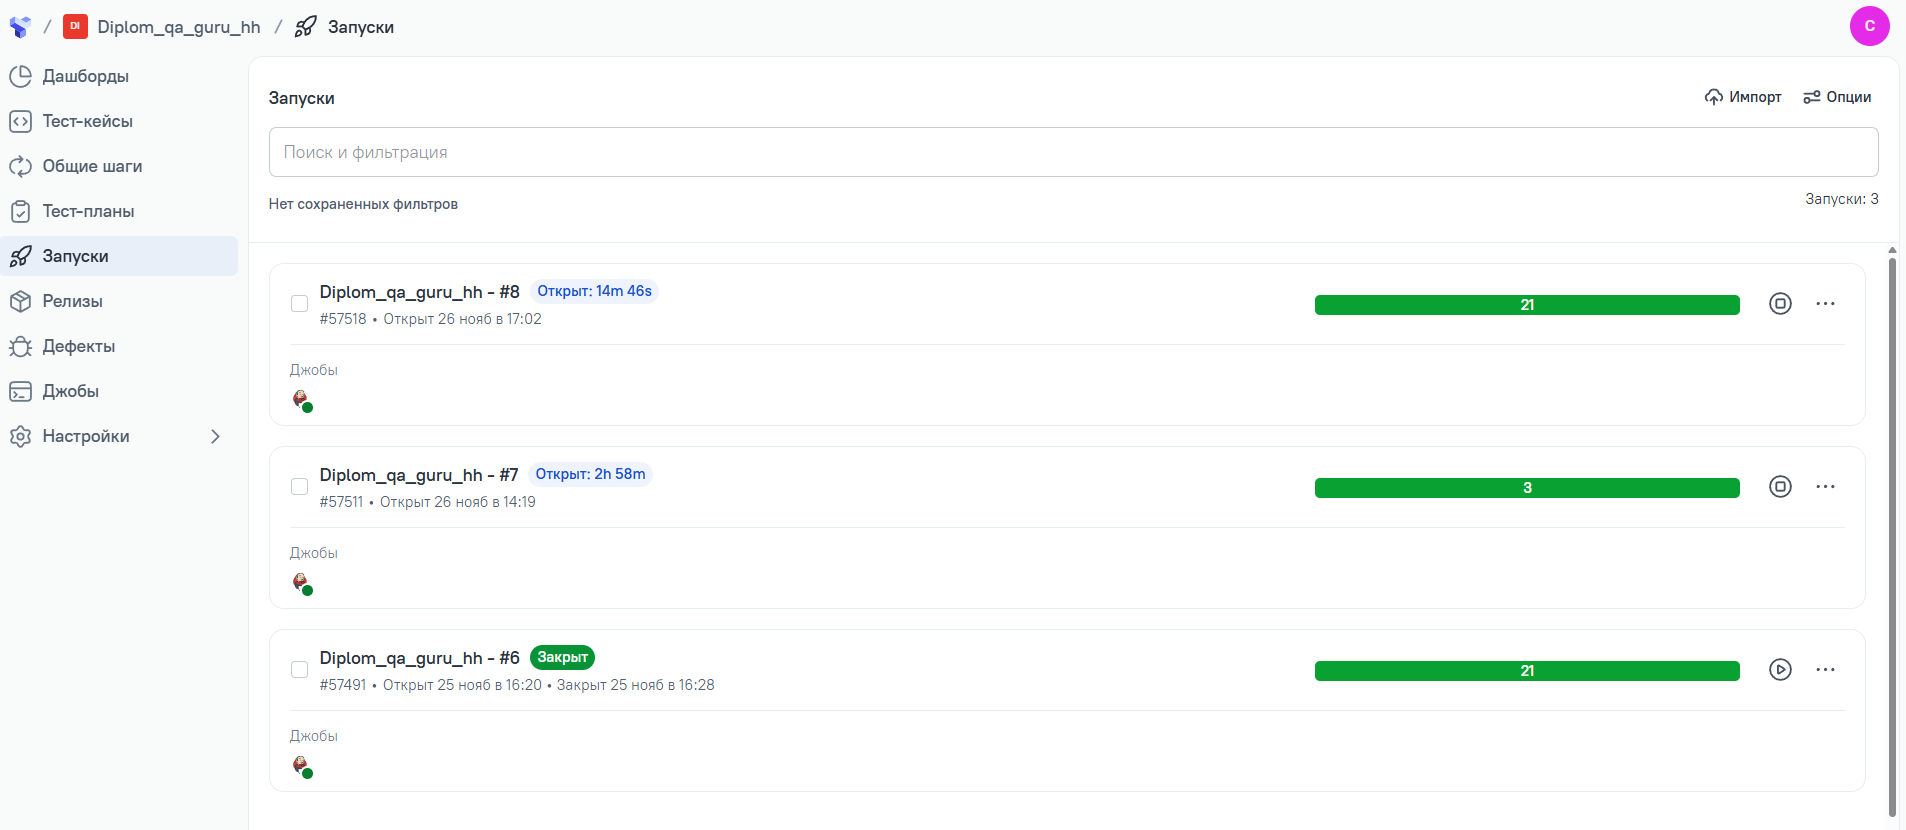 / DI Diplom_qa_guru_hh / Запуски
C
Дашборды
Тест-кейсы
Общие шаги
Тест-планы
Запуски
Релизы
Дефекты
Джобы
Настройки
Запуски
Импорт
Опции
Поиск и фильтрация
Нет сохраненных фильтров
Запуски: 3
Diplom_qa_guru_hh - #8 Открыт: 14m 46s
#57518 • Открыт 26 нояб в 17:02
21
Джобы
Diplom_qa_guru_hh - #7 Открыт: 2h 58m
#57511 • Открыт 26 нояб в 14:19
3
Джобы
Diplom_qa_guru_hh - #6 Закрыт
#57491 • Открыт 25 нояб в 16:20 • Закрыт 25 нояб в 16:28
21
Джобы